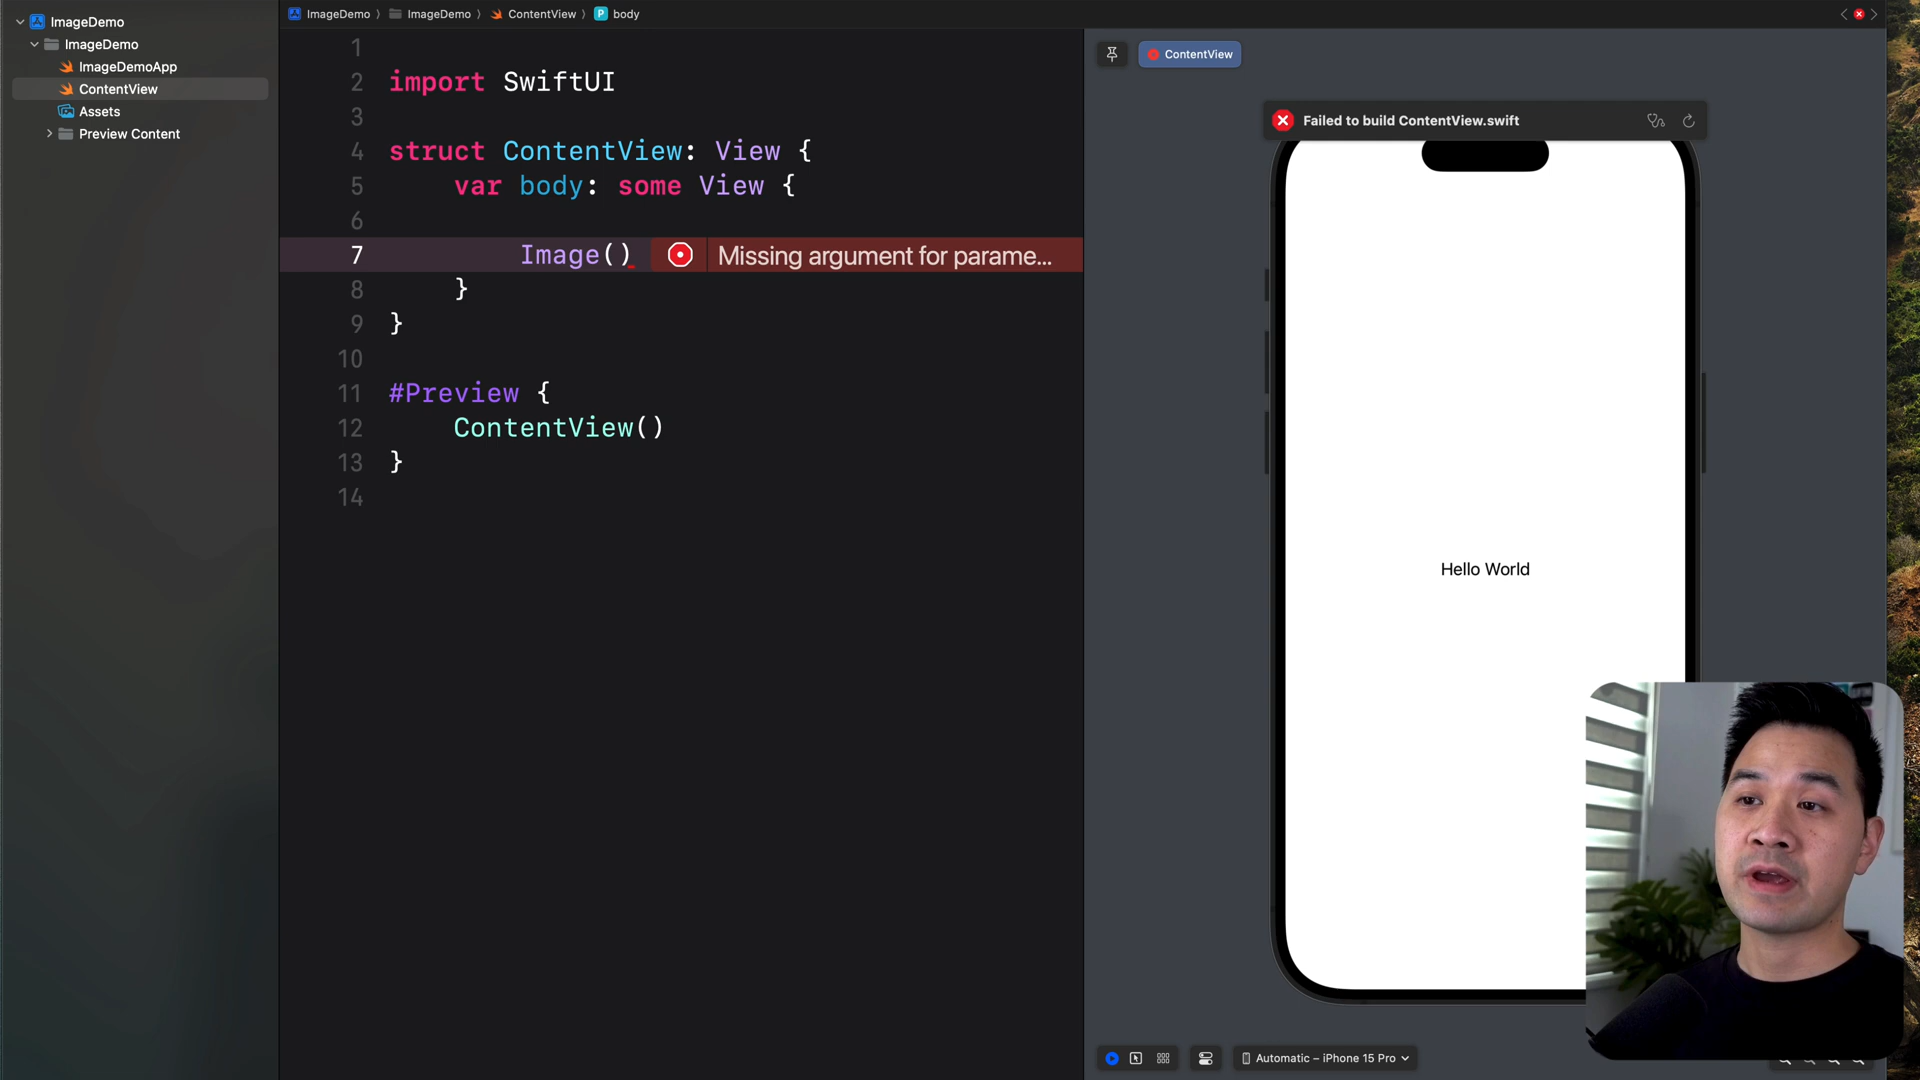 ImageDemo
ImageDemo
ImageDemoApp
ContentView
Assets
Preview Content
ImageDemo 〉 ImageDemo 〉 ContentView 〉 P body
1
2 import SwiftUI
3
4 struct ContentView: View {
5 var body: some View {
6
7 Image() Missing argument for parame...
8 }
9 }
10
11 #Preview {
12 ContentView()
13 }
14
ContentView
Failed to build ContentView.swift
Hello World
Automatic – iPhone 15 Pro